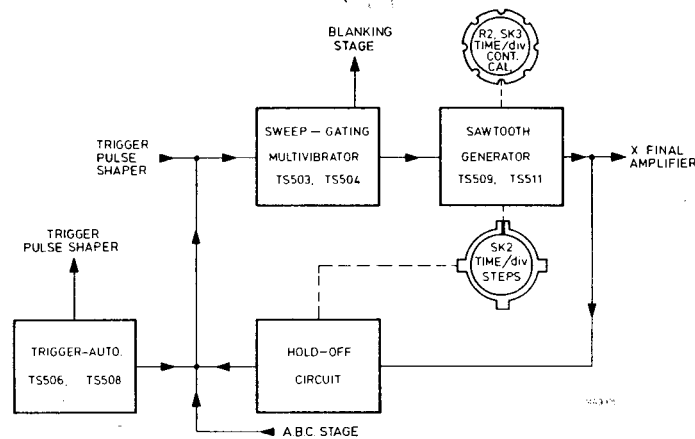 BLANKING
STAGE
R2, SK3
TIME/div
CONT.
CAL.
TRIGGER
PULSE
SHAPER
SWEEP – GATING
MULTIVIBRATOR
TS503, TS504
SAWTOOTH
GENERATOR
TS509, TS511
X FINAL
AMPLIFIER
TRIGGER
PULSE SHAPER
SK2
TIME/div
STEPS
TRIGGER–AUTO.
TS506, TS508
HOLD–OFF
CIRCUIT
A.B.C. STAGE